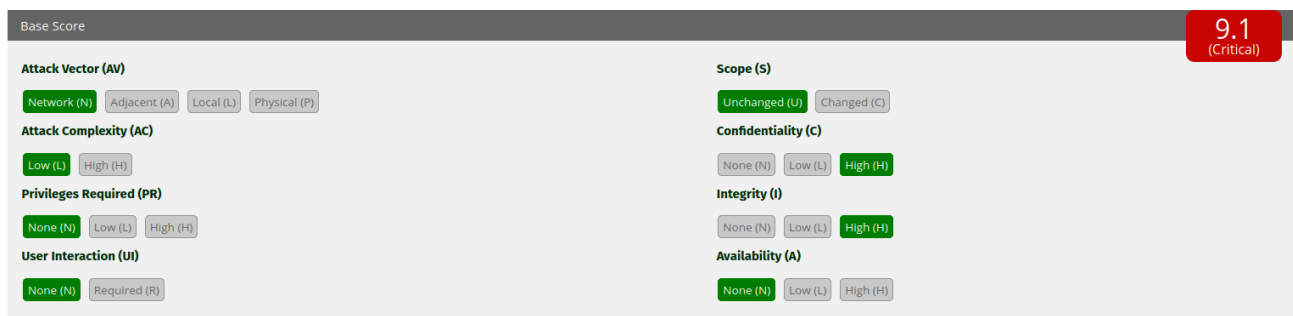 Base Score
9.1
(Critical)
Attack Vector (AV)
Network (N) Adjacent (A) Local (L) Physical (P)
Attack Complexity (AC)
Low (L) High (H)
Privileges Required (PR)
None (N) Low (L) High (H)
User Interaction (UI)
None (N) Required (R)
Scope (S)
Unchanged (U) Changed (C)
Confidentiality (C)
None (N) Low (L) High (H)
Integrity (I)
None (N) Low (L) High (H)
Availability (A)
None (N) Low (L) High (H)